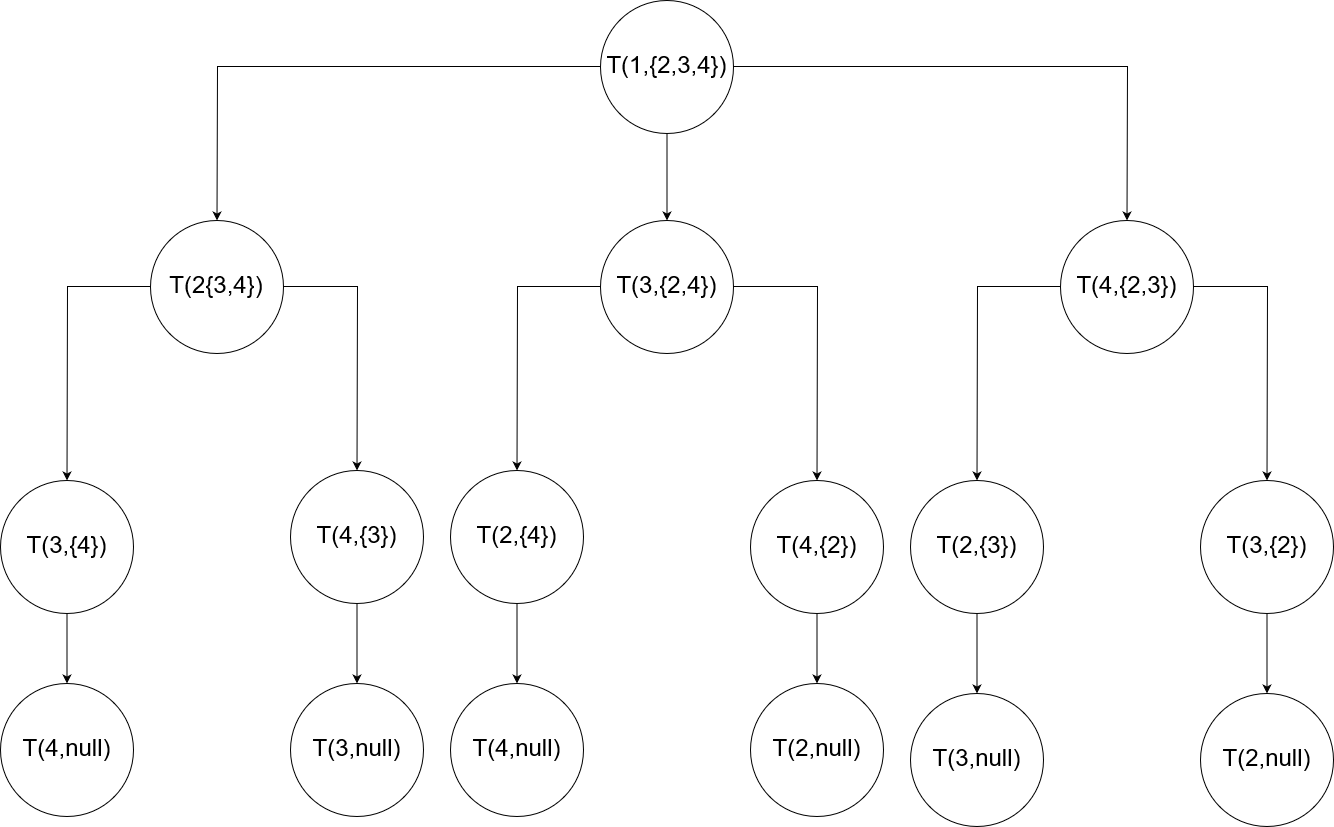 T(1,{2,3,4})
T(2{3,4})
T(3,{2,4})
T(4,{2,3})
T(3,{4})
T(4,{3})
T(2,{4})
T(4,{2})
T(2,{3})
T(3,{2})
T(4,null)
T(3,null)
T(4,null)
T(2,null)
T(3,null)
T(2,null)